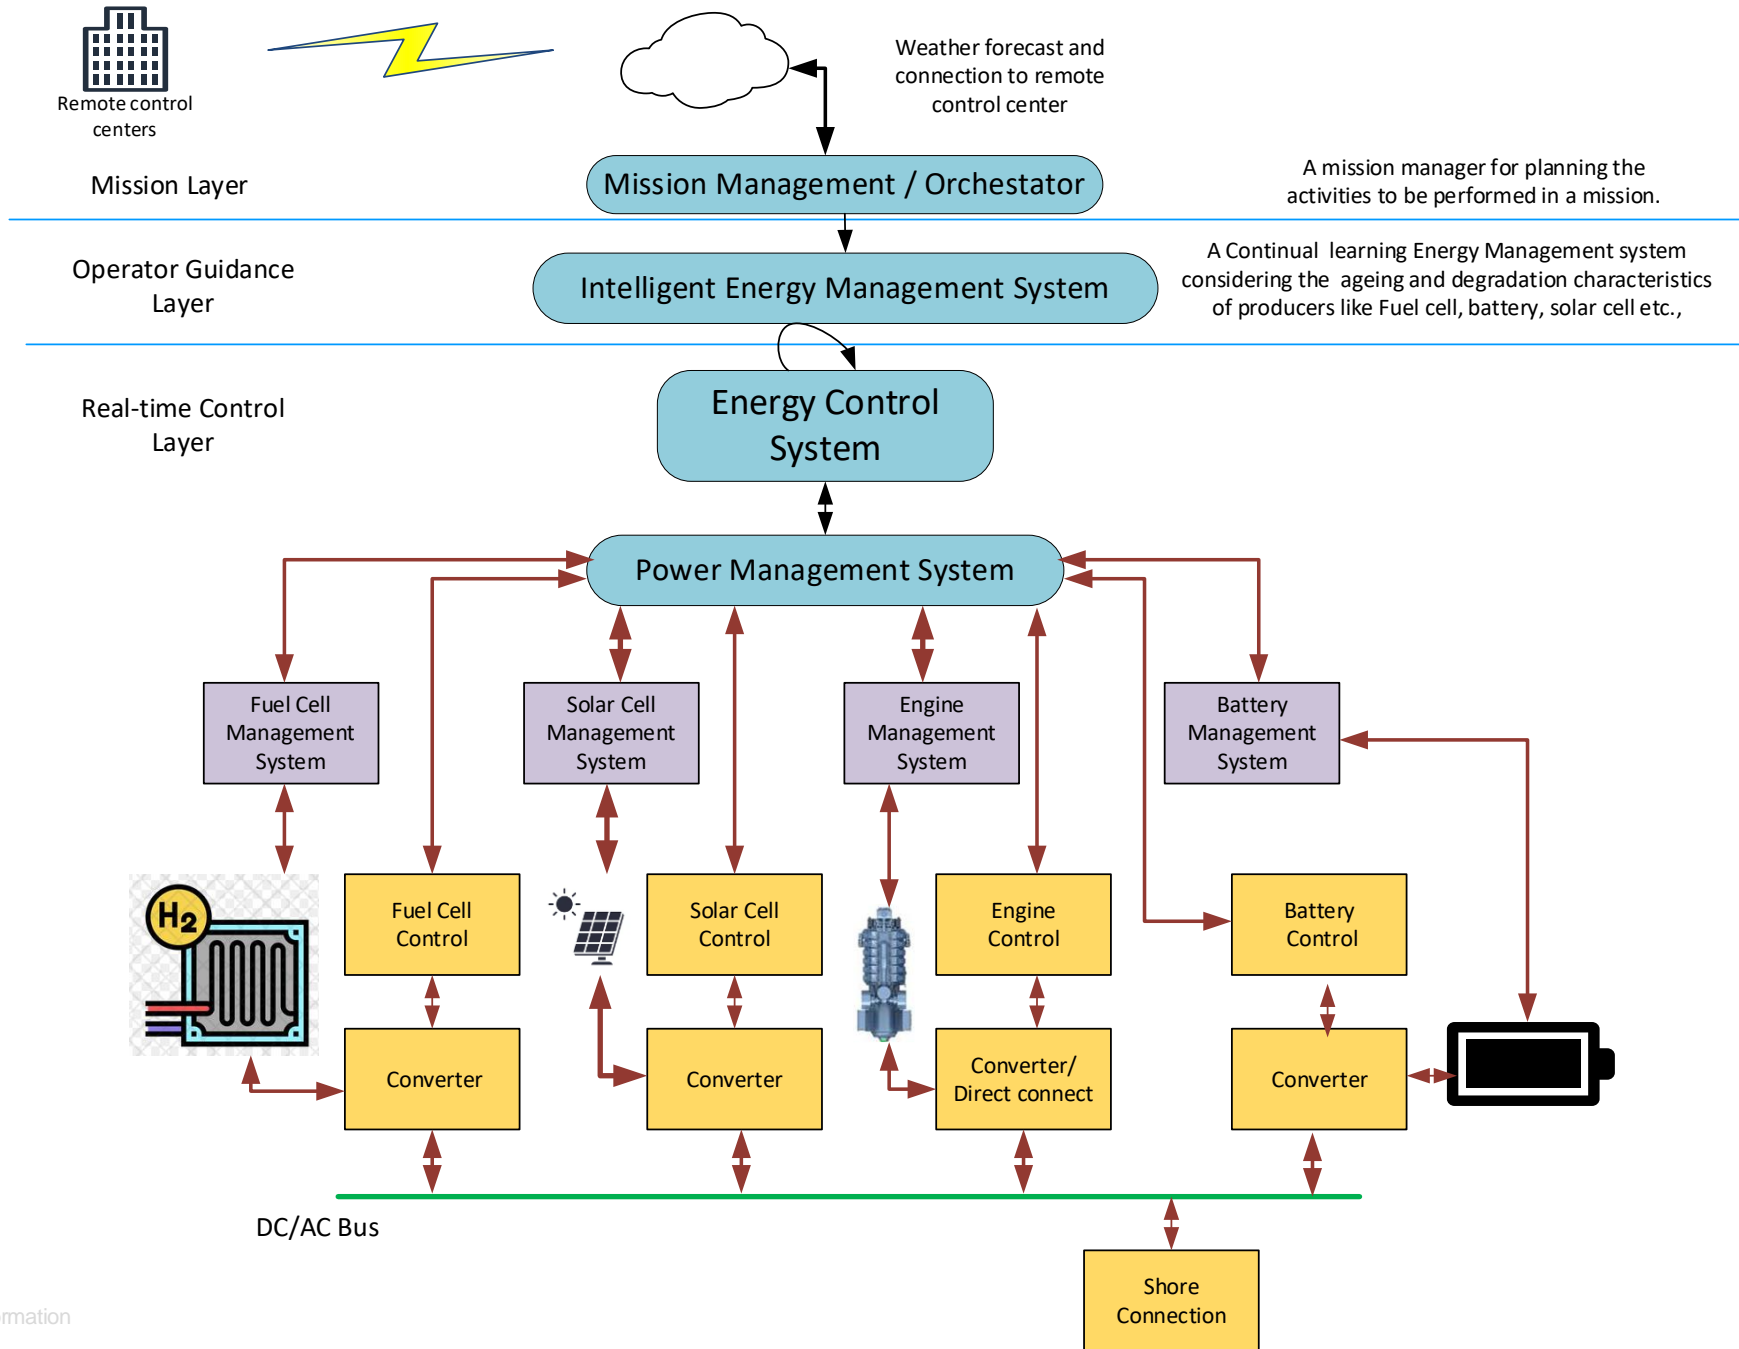 Remote control
centers
Weather forecast and
connection to remote
control center
Mission Layer
Mission Management / Orchestrator
A mission manager for planning the
activities to be performed in a mission.
Operator Guidance
Layer
Intelligent Energy Management System
A Continual learning Energy Management system
considering the ageing and degradation characteristics
of producers like Fuel cell, battery, solar cell etc.,
Real-time Control
Layer
Energy Control
System
Power Management System
Fuel Cell
Management
System
Solar Cell
Management
System
Engine
Management
System
Battery
Management
System
H2
Fuel Cell
Control
Solar Cell
Control
Engine
Control
Battery
Control
Converter
Converter
Converter/
Direct connect
Converter
DC/AC Bus
Shore
Connection